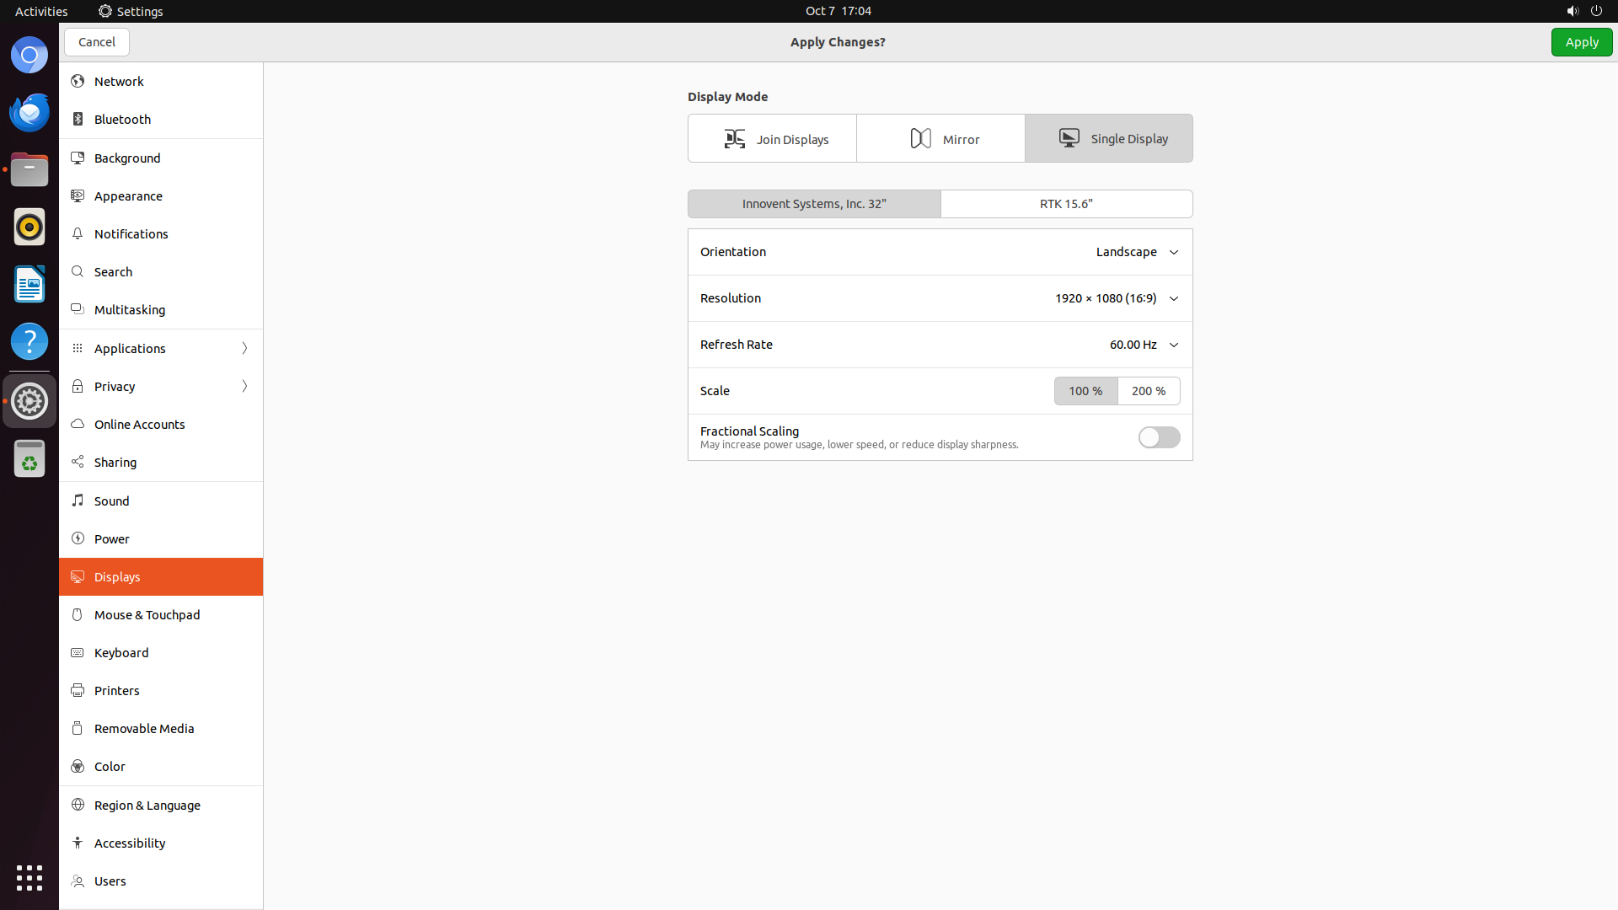 Activities
Settings
Oct 7 17:04
Cancel
Apply Changes?
Apply
Network
Bluetooth
Background
Appearance
Notifications
Search
Multitasking
Applications
Privacy
Online Accounts
Sharing
Sound
Power
Displays
Mouse & Touchpad
Keyboard
Printers
Removable Media
Color
Region & Language
Accessibility
Users
Display Mode
Join Displays
Mirror
Single Display
Innovent Systems, Inc. 32"
RTK 15.6"
Orientation
Landscape
Resolution
1920 × 1080 (16:9)
Refresh Rate
60.00 Hz
Scale
100 %
200 %
Fractional Scaling
May increase power usage, lower speed, or reduce display sharpness.